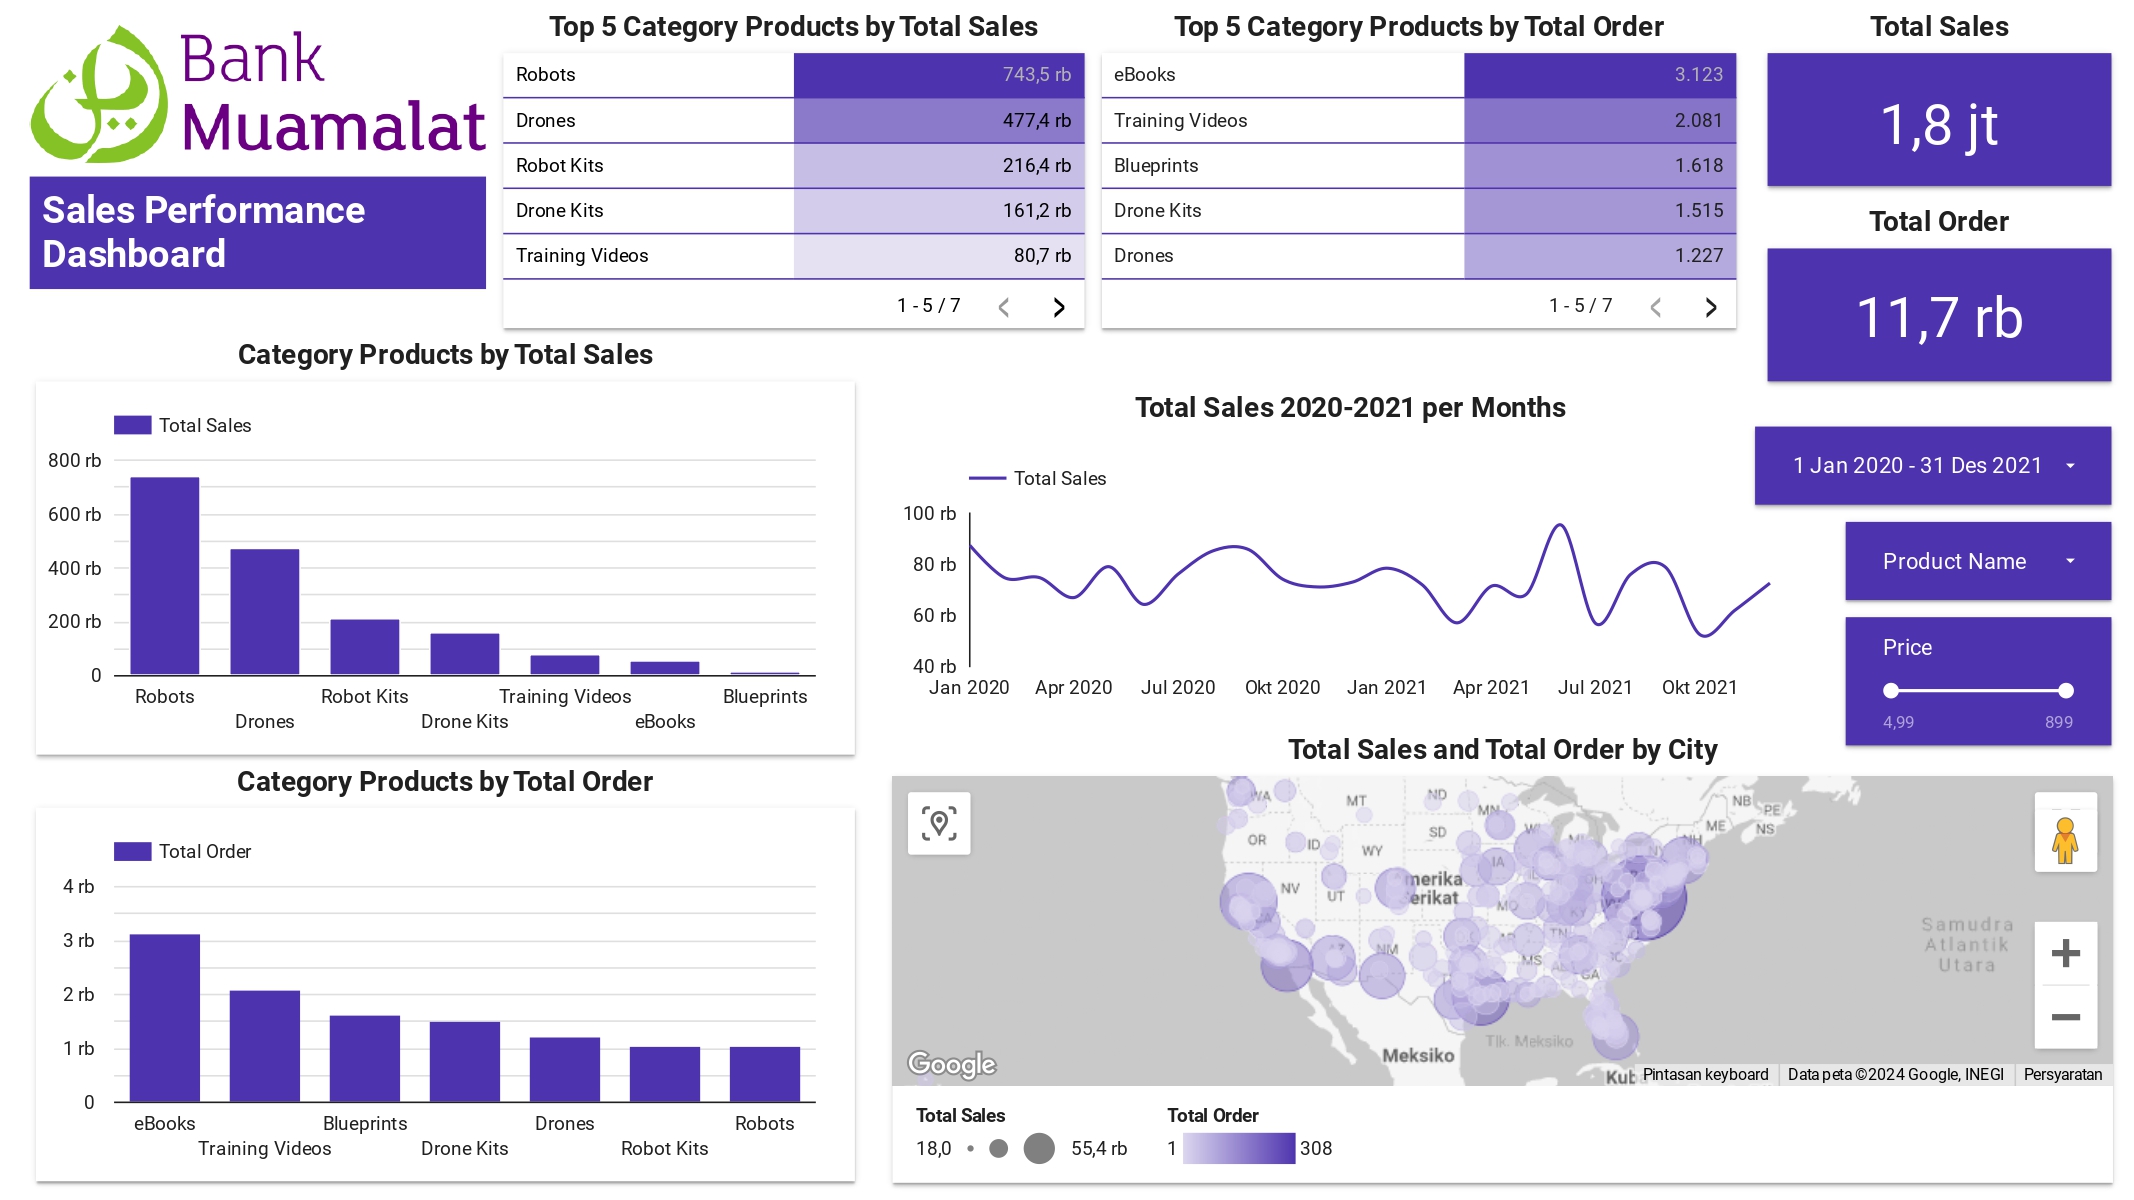 Bank
Muamalat
Sales Performance
Dashboard
Top 5 Category Products by Total Sales
Robots 743,5 rb
Drones 477,4 rb
Robot Kits 216,4 rb
Drone Kits 161,2 rb
Training Videos 80,7 rb
1 - 5 / 7
Top 5 Category Products by Total Order
eBooks 3.123
Training Videos 2.081
Blueprints 1.618
Drone Kits 1.515
Drones 1.227
1 - 5 / 7
Total Sales
1,8 jt
Total Order
11,7 rb
Category Products by Total Sales
Total Sales
800 rb
600 rb
400 rb
200 rb
0
Robots
Drones
Robot Kits
Drone Kits
Training Videos
eBooks
Blueprints
Total Sales 2020-2021 per Months
Total Sales
100 rb
80 rb
60 rb
40 rb
Jan 2020 Apr 2020 Jul 2020 Okt 2020 Jan 2021 Apr 2021 Jul 2021 Okt 2021
1 Jan 2020 - 31 Des 2021
Product Name
Price
4,99 899
Category Products by Total Order
Total Order
4 rb
3 rb
2 rb
1 rb
0
eBooks
Training Videos
Blueprints
Drone Kits
Drones
Robot Kits
Robots
Total Sales and Total Order by City
WA MT ND MN NB PE
OR ID SD ME NS
WY NH
NV UT IA
NM MO
TN
MS GA
Samudra
Atlantik
Utara
Meksiko
Tlk. Meksiko
Google
Pintasan keyboard Data peta ©2024 Google, INEGI Persyaratan
Total Sales
18,0 55,4 rb
Total Order
1 308